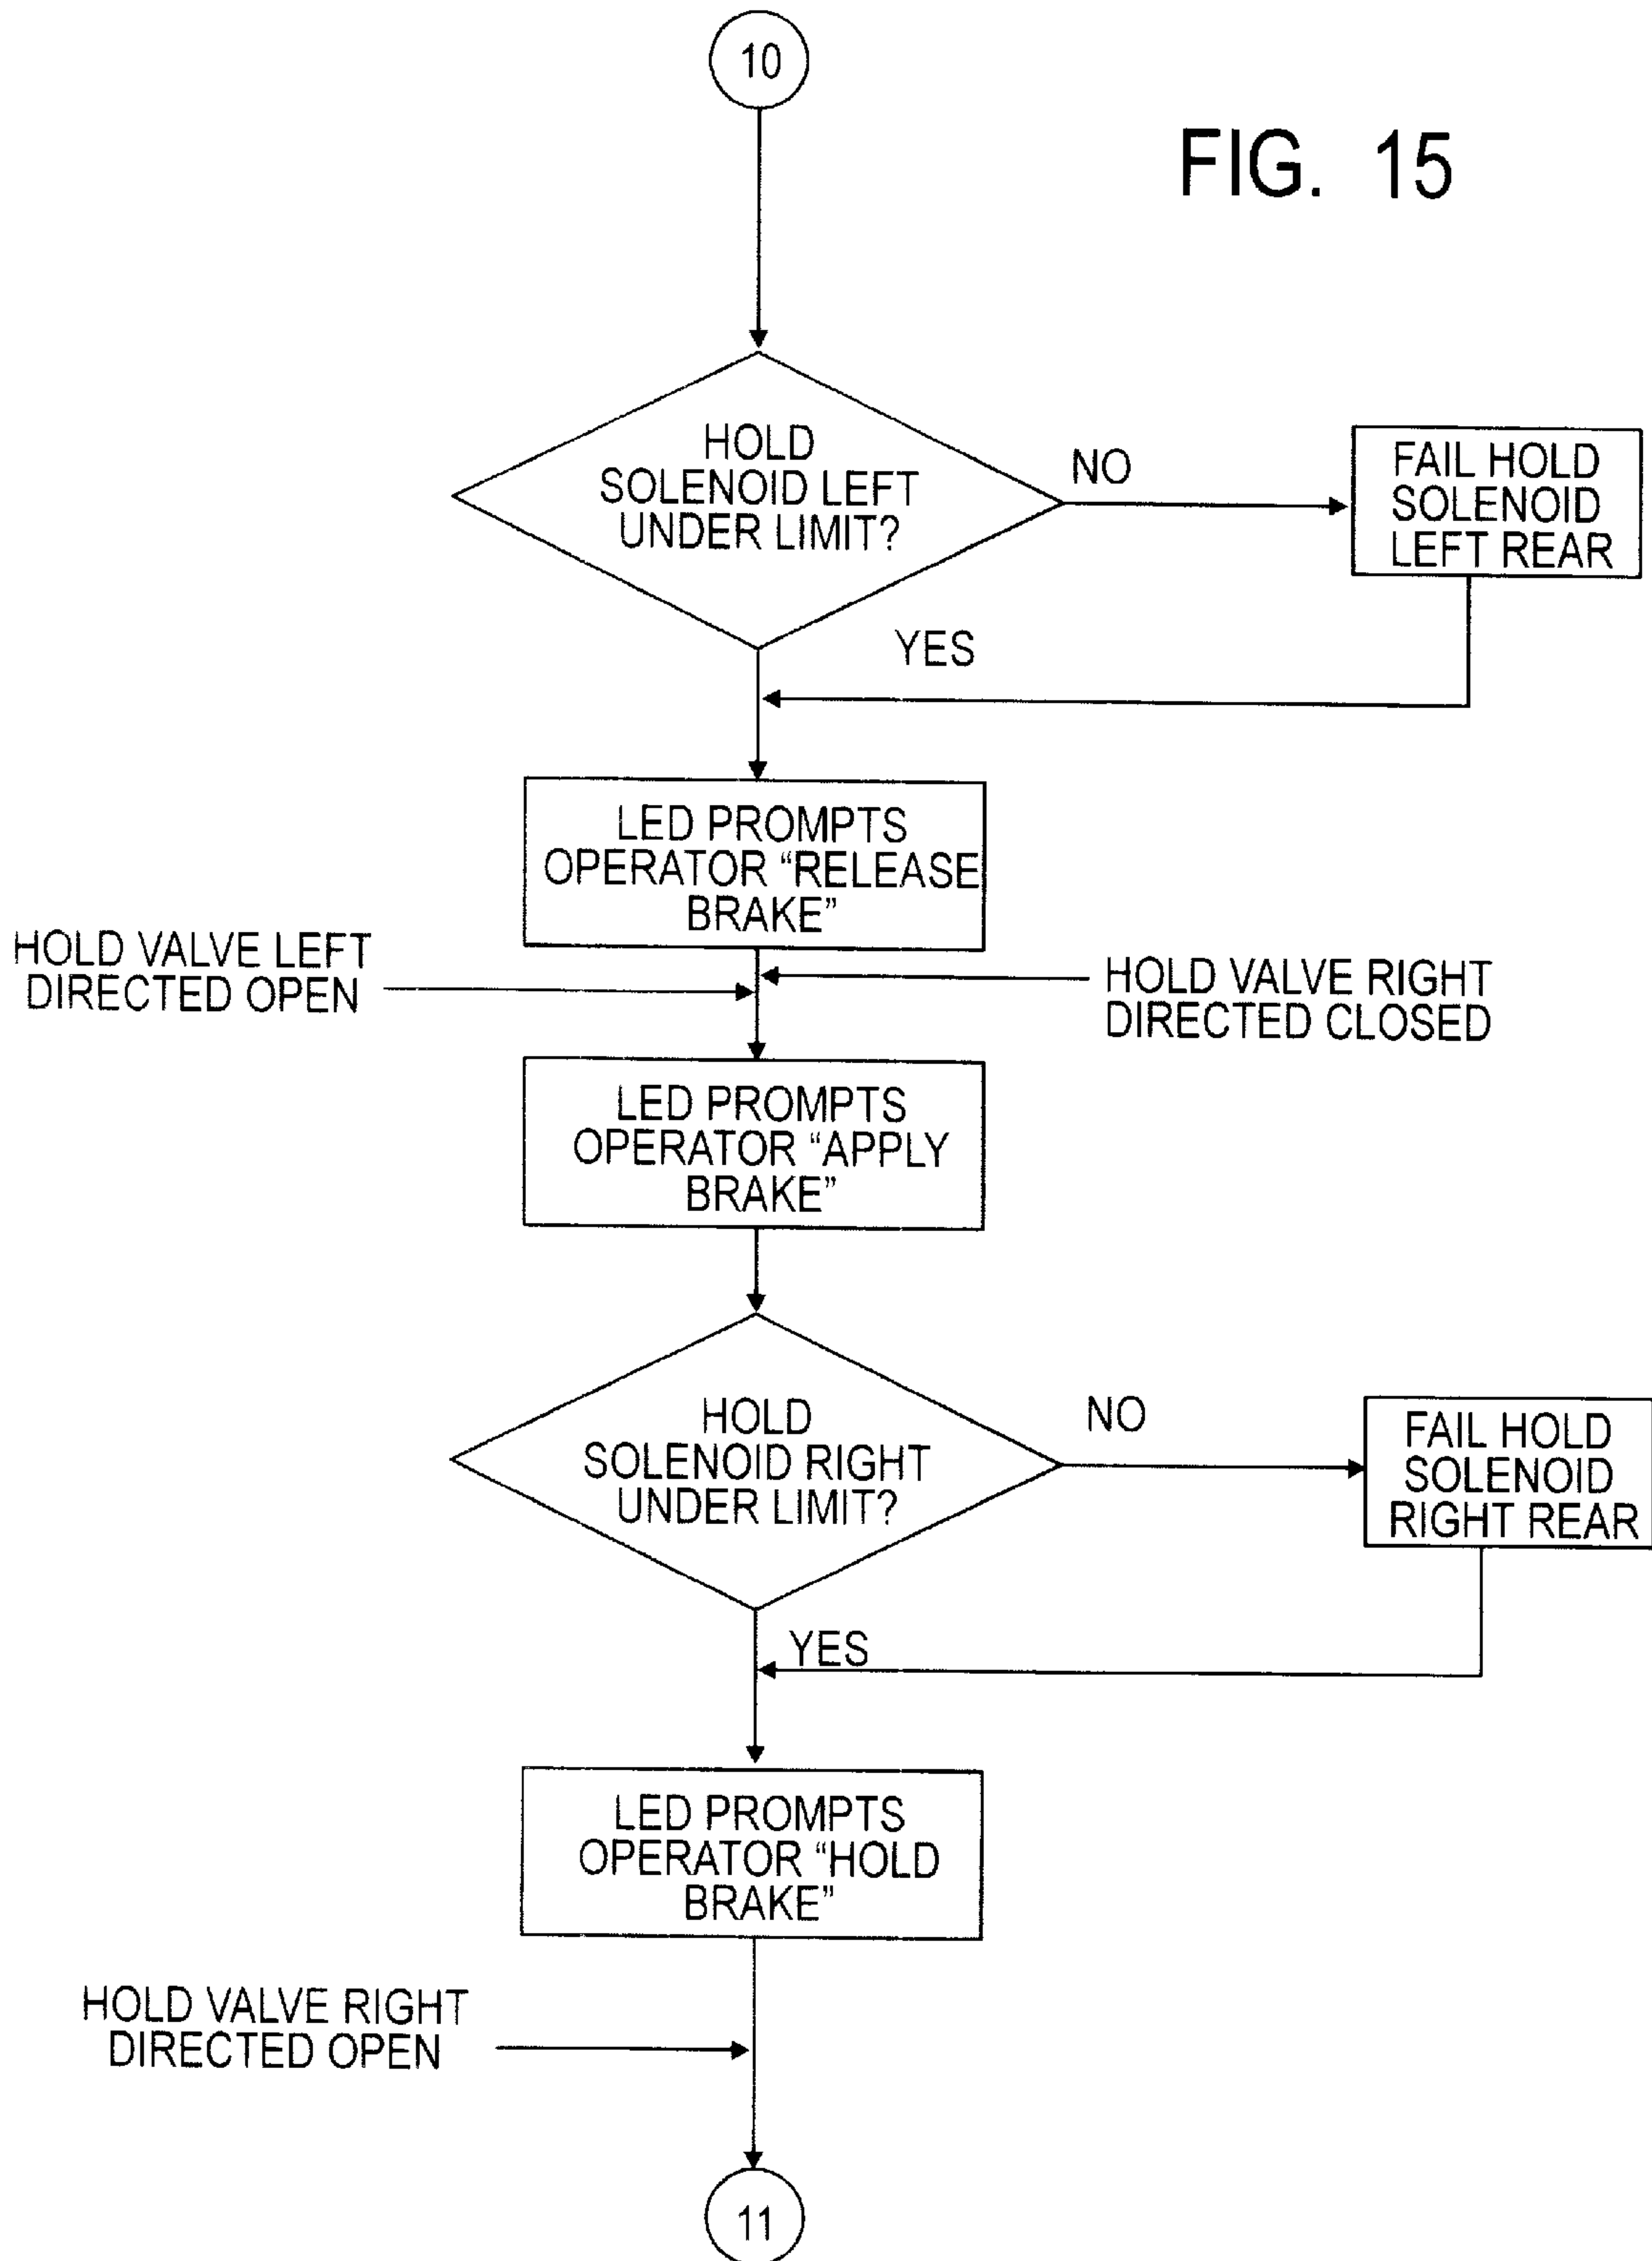 10
FIG. 15
HOLD
SOLENOID LEFT
UNDER LIMIT?
NO
FAIL HOLD
SOLENOID
LEFT REAR
YES
LED PROMPTS
OPERATOR “RELEASE
BRAKE”
HOLD VALVE LEFT
DIRECTED OPEN
HOLD VALVE RIGHT
DIRECTED CLOSED
LED PROMPTS
OPERATOR “APPLY
BRAKE”
HOLD
SOLENOID RIGHT
UNDER LIMIT?
NO
FAIL HOLD
SOLENOID
RIGHT REAR
YES
LED PROMPTS
OPERATOR “HOLD
BRAKE”
HOLD VALVE RIGHT
DIRECTED OPEN
11